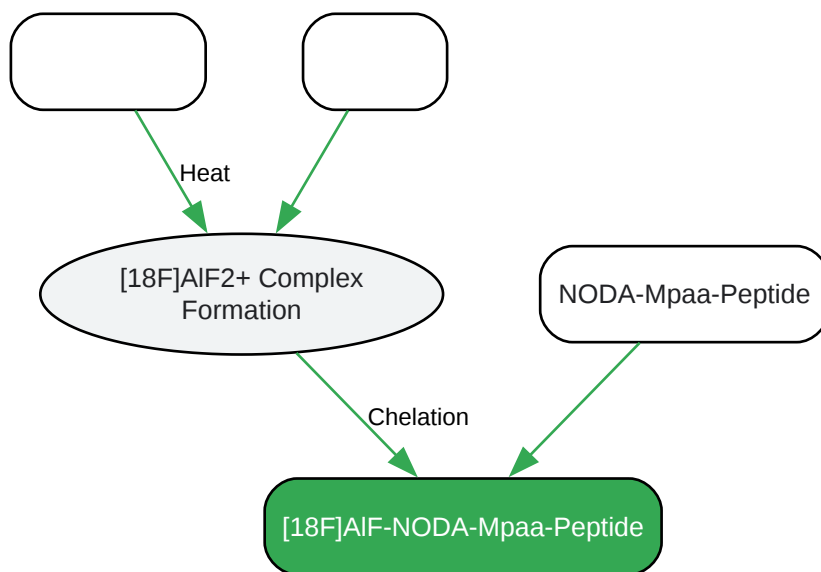 Heat
[18F]AlF2+ Complex
Formation
NODA-Mpaa-Peptide
Chelation
[18F]AlF-NODA-Mpaa-Peptide